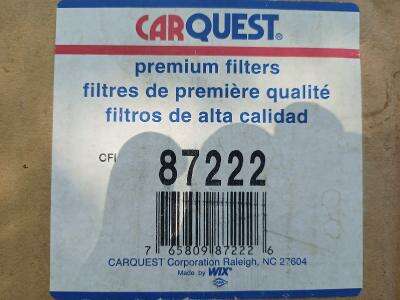 CARQUEST®
premium filters
filtres de première qualité
filtros de alta calidad
CFI 87222
7 65809 87222 6
CARQUEST Corporation Raleigh, NC 27604
Made by WIX®